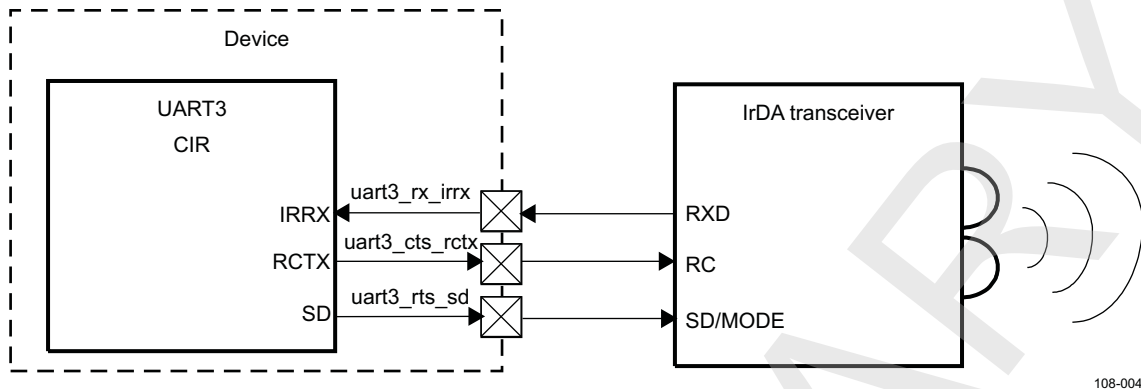 Device
UART3
CIR
IrDA transceiver
uart3_rx_irrx
IRRX
RXD
uart3_cts_rctx
RCTX
RC
uart3_rts_sd
SD
SD/MODE
108-004